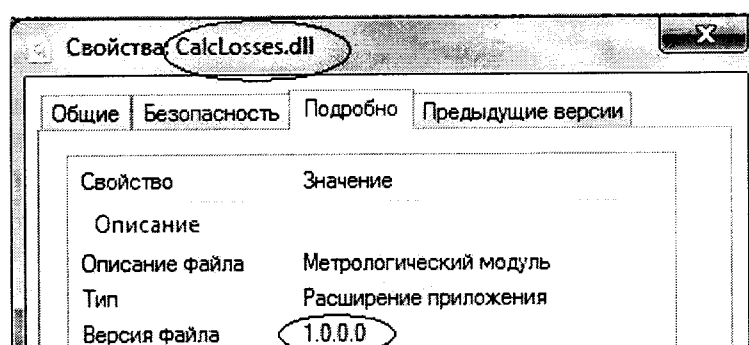 Свойства: CalcLosses.dll
Общие Безопасность Подробно Предыдущие версии
Свойство Значение
Описание
Описание файла Метрологический модуль
Тип Расширение приложения
Версия файла 1.0.0.0